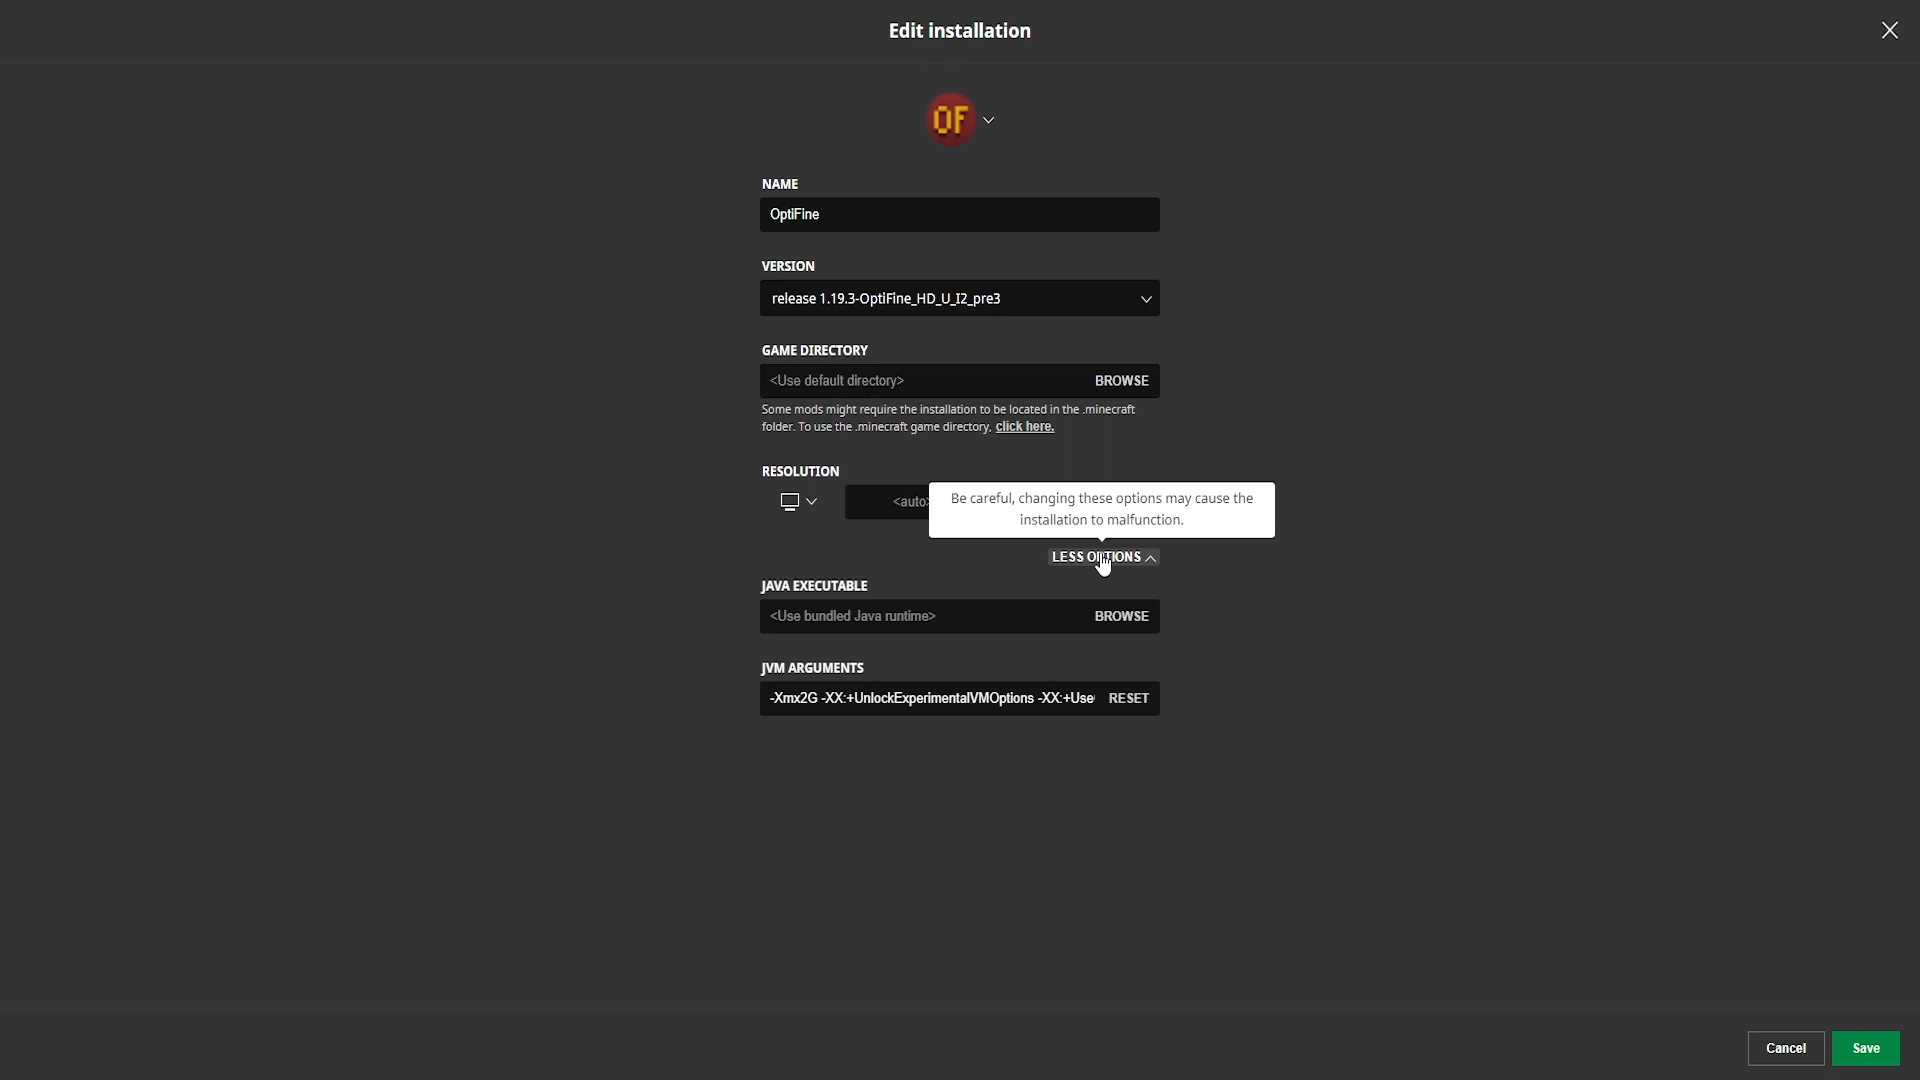 Edit installation
OF
NAME
OptiFine
VERSION
release 1.19.3-OptiFine_HD_U_I2_pre3
GAME DIRECTORY
<Use default directory> BROWSE
Some mods might require the installation to be located in the .minecraft
folder. To use the .minecraft game directory, click here.
RESOLUTION
<auto>
Be careful, changing these options may cause the
installation to malfunction.
LESS OPTIONS
JAVA EXECUTABLE
<Use bundled Java runtime> BROWSE
JVM ARGUMENTS
-Xmx2G -XX:+UnlockExperimentalVMOptions -XX:+Use RESET
Cancel Save